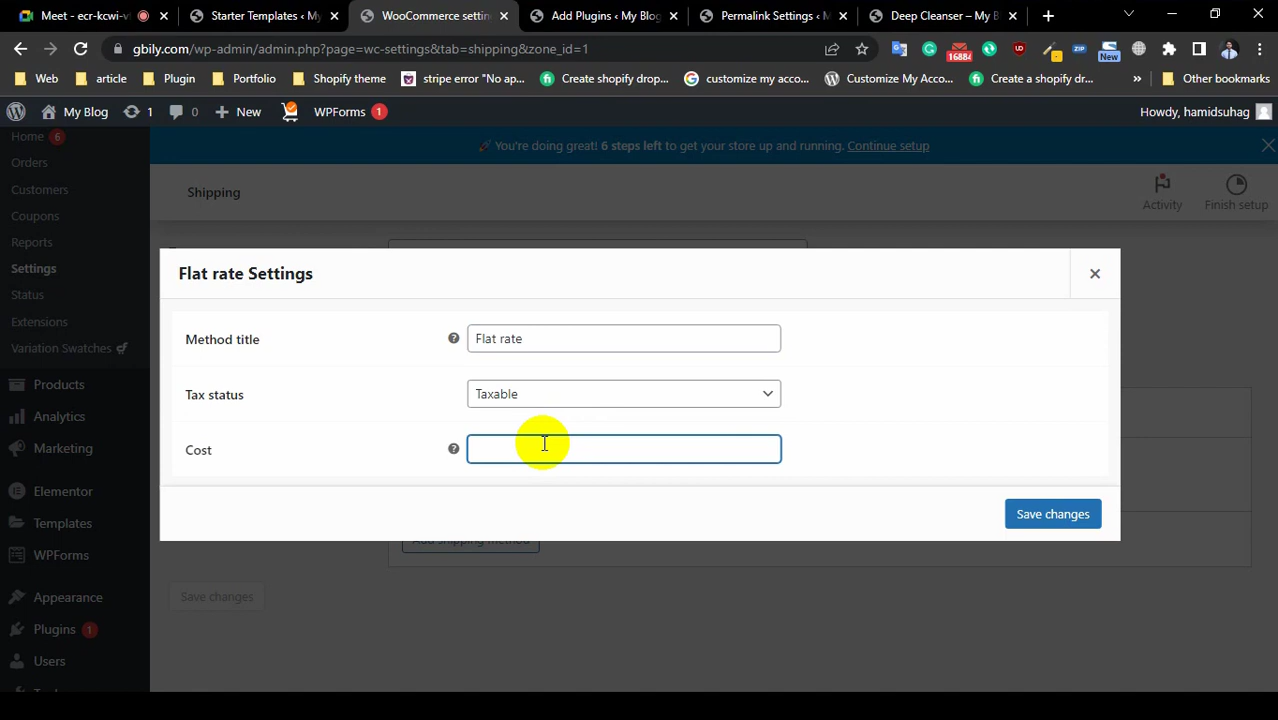 Meet - ecr-kcwi-v
Starter Templates ‹ My
WooCommerce settin
Add Plugins ‹ My Blog
Permalink Settings ‹ M
Deep Cleanser – My B
gbily.com/wp-admin/admin.php?page=wc-settings&tab=shipping&zone_id=1
16884
ZIP
New
Web
article
Plugin
Portfolio
Shopify theme
stripe error "No ap...
Create shopify drop...
customize my acco...
Customize My Acco...
Create a shopify dr...
»
Other bookmarks
My Blog
1
0
New
WPForms 1
Howdy, hamidsuhag
Home 6
Orders
Customers
Coupons
Reports
Settings
Status
Extensions
Variation Swatches
Products
Analytics
Marketing
Elementor
Templates
WPForms
Appearance
Plugins 1
Users
🚀 You're doing great! 6 steps left to get your store up and running. Continue setup
Shipping
Activity
Finish setup
Flat rate Settings
Method title
Flat rate
Tax status
Taxable
Cost
Save changes
Add shipping method
Save changes